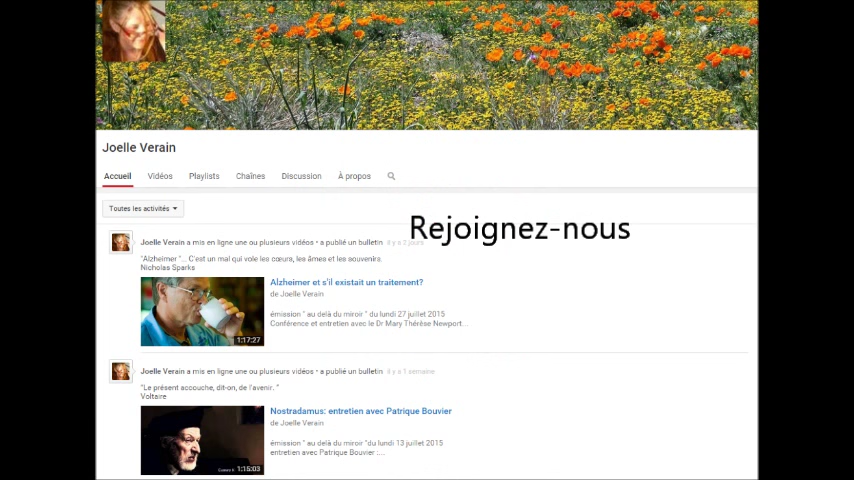 Joelle Verain
Accueil Vidéos Playlists Chaînes Discussion À propos
Toutes les activités
Rejoignez-nous
Joelle Verain a mis en ligne une ou plusieurs vidéos • a publié un bulletin il y a 2 jours
"Alzheimer "... C'est un mal qui vole les cœurs, les âmes et les souvenirs.
Nicholas Sparks
Alzheimer et s'il existait un traitement?
de Joelle Verain
émission " au delà du miroir " du lundi 27 juillet 2015
Conférence et entretien avec le Dr Mary Thérèse Newport...
1:17:27
Joelle Verain a mis en ligne une ou plusieurs vidéos • a publié un bulletin il y a 1 semaine
"Le présent accouche, dit-on, de l'avenir. "
Voltaire
Nostradamus: entretien avec Patrique Bouvier
de Joelle Verain
émission " au delà du miroir "du lundi 13 juillet 2015
entretien avec Patrique Bouvier :...
1:15:03